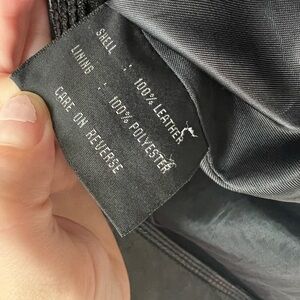 SHELL : 100% LEATHER
LINING : 100% POLYESTER
CARE ON REVERSE